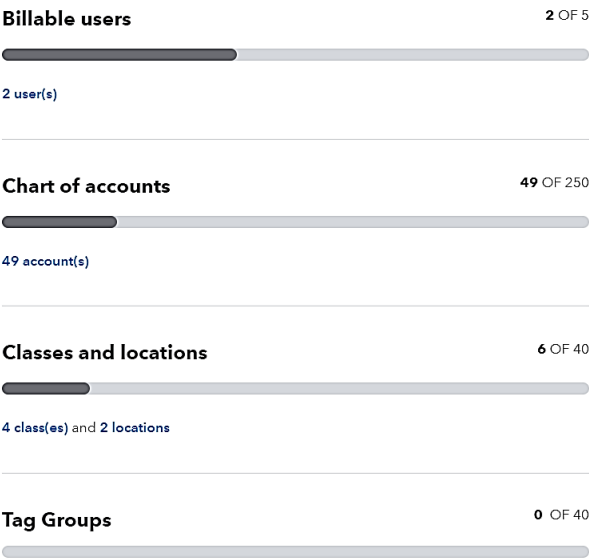 Billable users 2 OF 5
2 user(s)
Chart of accounts 49 OF 250
49 account(s)
Classes and locations 6 OF 40
4 class(es) and 2 locations
Tag Groups 0 OF 40